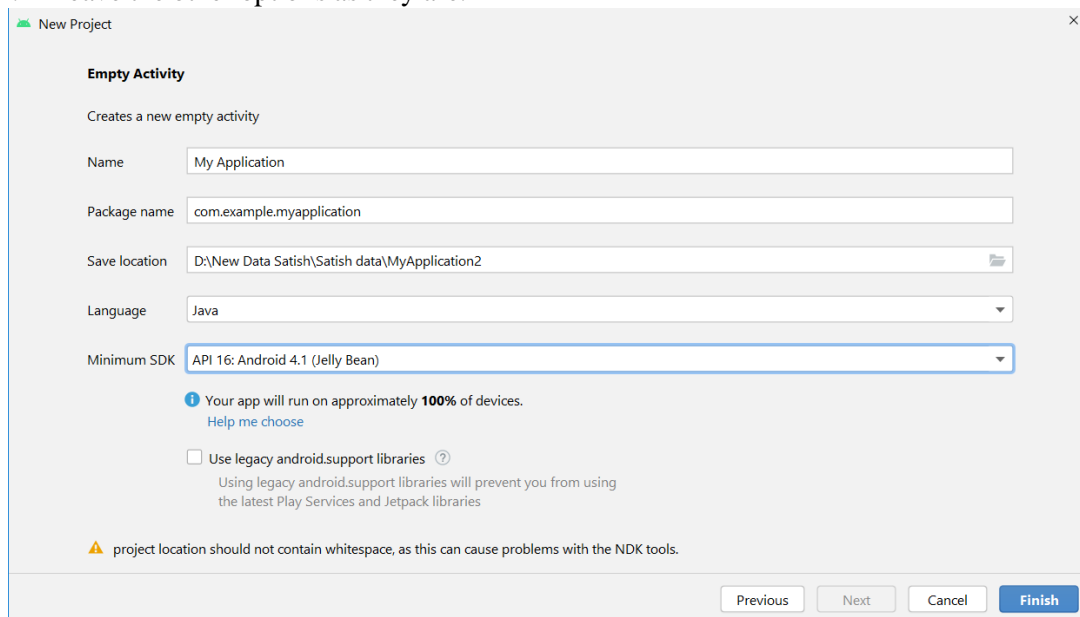 New Project
Empty Activity
Creates a new empty activity
Name My Application
Package name com.example.myapplication
Save location D:\New Data Satish\Satish data\MyApplication2
Language Java
Minimum SDK API 16: Android 4.1 (Jelly Bean)
Your app will run on approximately 100% of devices.
Help me choose
Use legacy android.support libraries ?
Using legacy android.support libraries will prevent you from using
the latest Play Services and Jetpack libraries
project location should not contain whitespace, as this can cause problems with the NDK tools.
Previous Next Cancel Finish